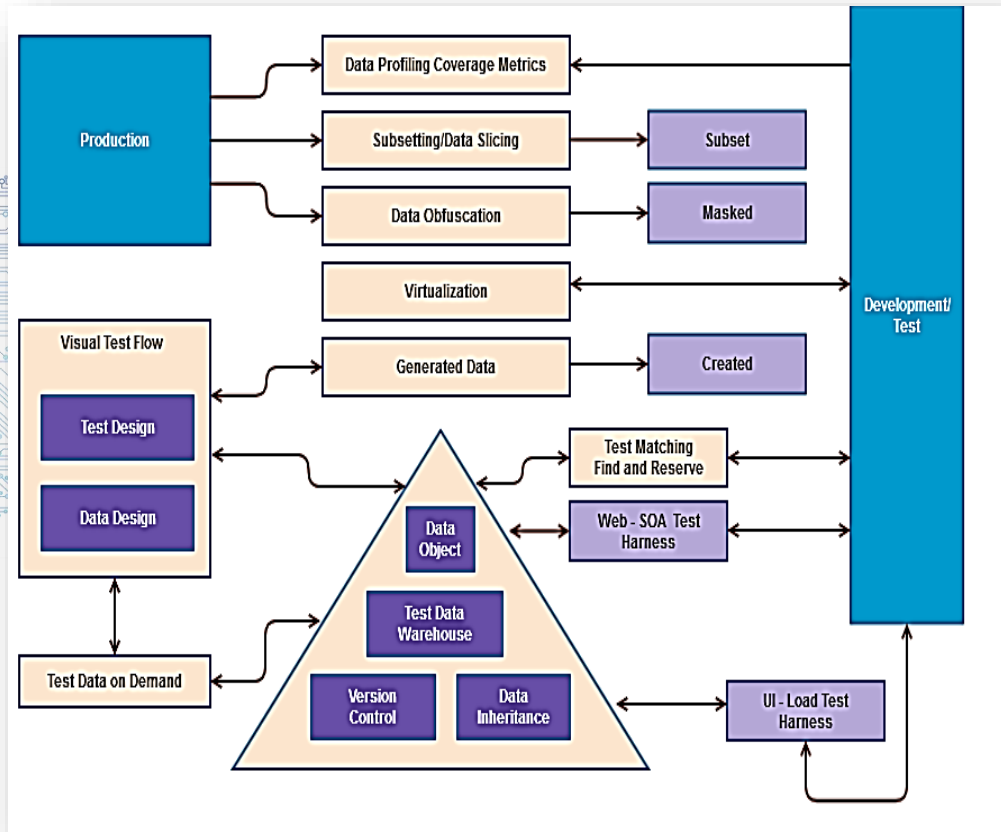 Production
Data Profiling Coverage Metrics
Subsetting/Data Slicing
Subset
Data Obfuscation
Masked
Virtualization
Development/
Test
Visual Test Flow
Test Design
Data Design
Generated Data
Created
Test Matching
Find and Reserve
Web - SOA Test
Harness
Data
Object
Test Data
Warehouse
Version
Control
Data
Inheritance
Test Data on Demand
UI - Load Test
Harness